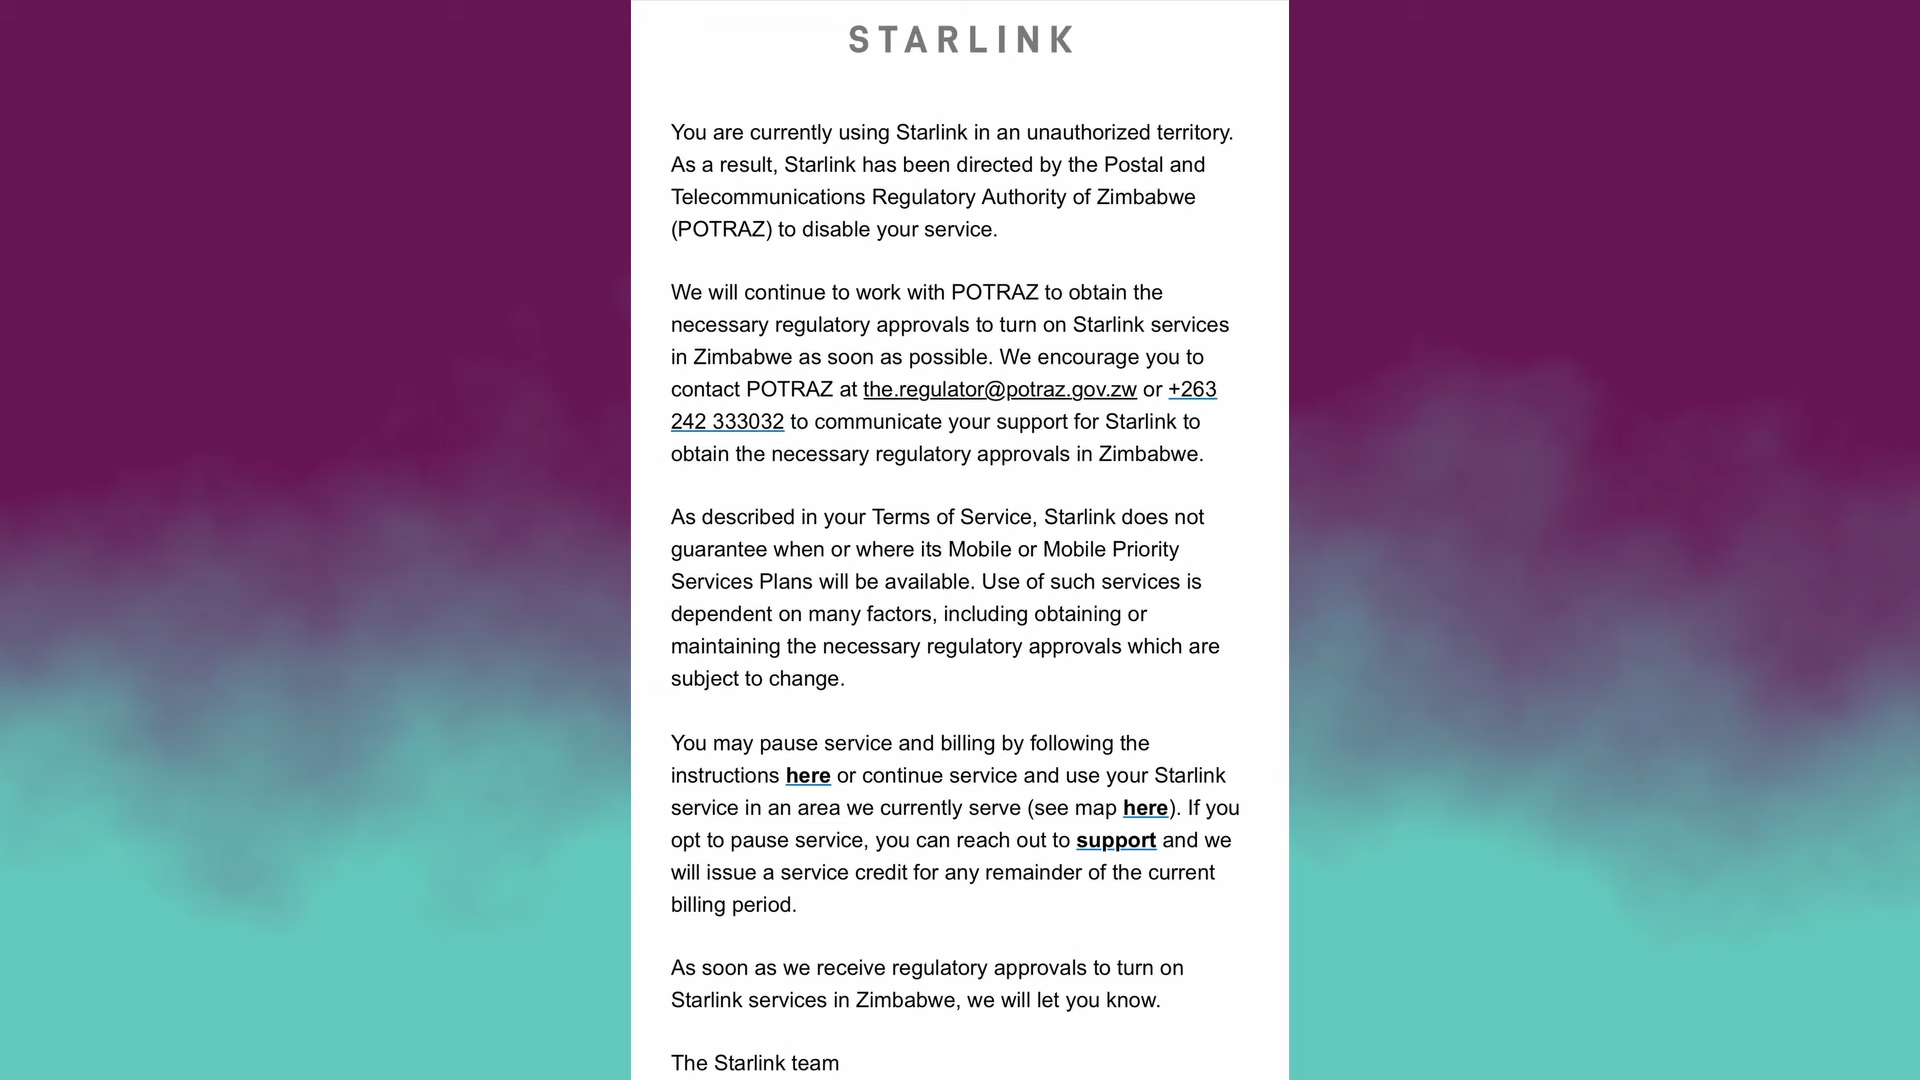 STARLINK
You are currently using Starlink in an unauthorized territory.
As a result, Starlink has been directed by the Postal and
Telecommunications Regulatory Authority of Zimbabwe
(POTRAZ) to disable your service.
We will continue to work with POTRAZ to obtain the
necessary regulatory approvals to turn on Starlink services
in Zimbabwe as soon as possible. We encourage you to
contact POTRAZ at the.regulator@potraz.gov.zw or +263
242 333032 to communicate your support for Starlink to
obtain the necessary regulatory approvals in Zimbabwe.
As described in your Terms of Service, Starlink does not
guarantee when or where its Mobile or Mobile Priority
Services Plans will be available. Use of such services is
dependent on many factors, including obtaining or
maintaining the necessary regulatory approvals which are
subject to change.
You may pause service and billing by following the
instructions here or continue service and use your Starlink
service in an area we currently serve (see map here). If you
opt to pause service, you can reach out to support and we
will issue a service credit for any remainder of the current
billing period.
As soon as we receive regulatory approvals to turn on
Starlink services in Zimbabwe, we will let you know.
The Starlink team